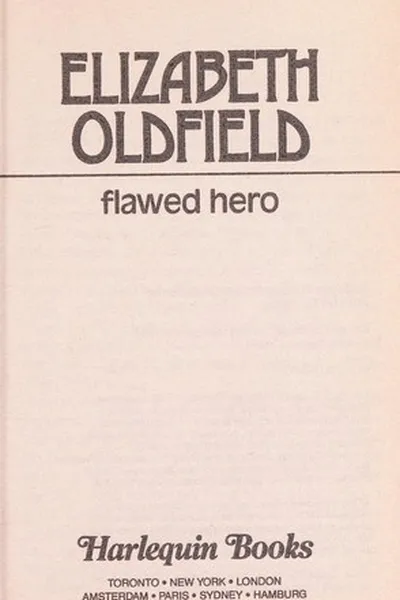 ELIZABETH
OLDFIELD
flawed hero
Harlequin Books
TORONTO • NEW YORK • LONDON
AMSTERDAM • PARIS • SYDNEY • HAMBURG